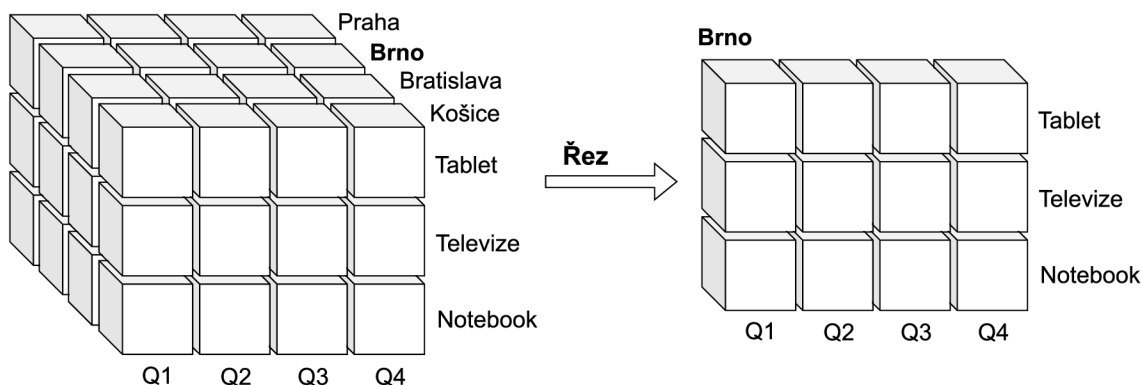 Praha
Brno
Bratislava
Košice
Tablet
Televize
Notebook
Q1 Q2 Q3 Q4
Řez
Brno
Tablet
Televize
Notebook
Q1 Q2 Q3 Q4